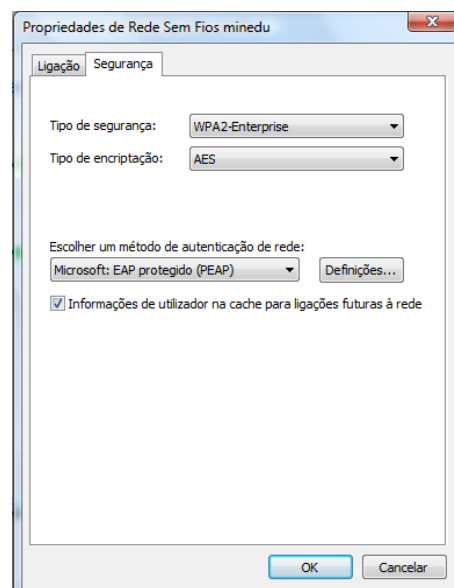 Propriedades de Rede Sem Fios minedu
Ligação Segurança
Tipo de segurança: WPA2-Enterprise
Tipo de encriptação: AES
Escolher um método de autenticação de rede:
Microsoft: EAP protegido (PEAP) Definições...
Informações de utilizador na cache para ligações futuras à rede
OK Cancelar